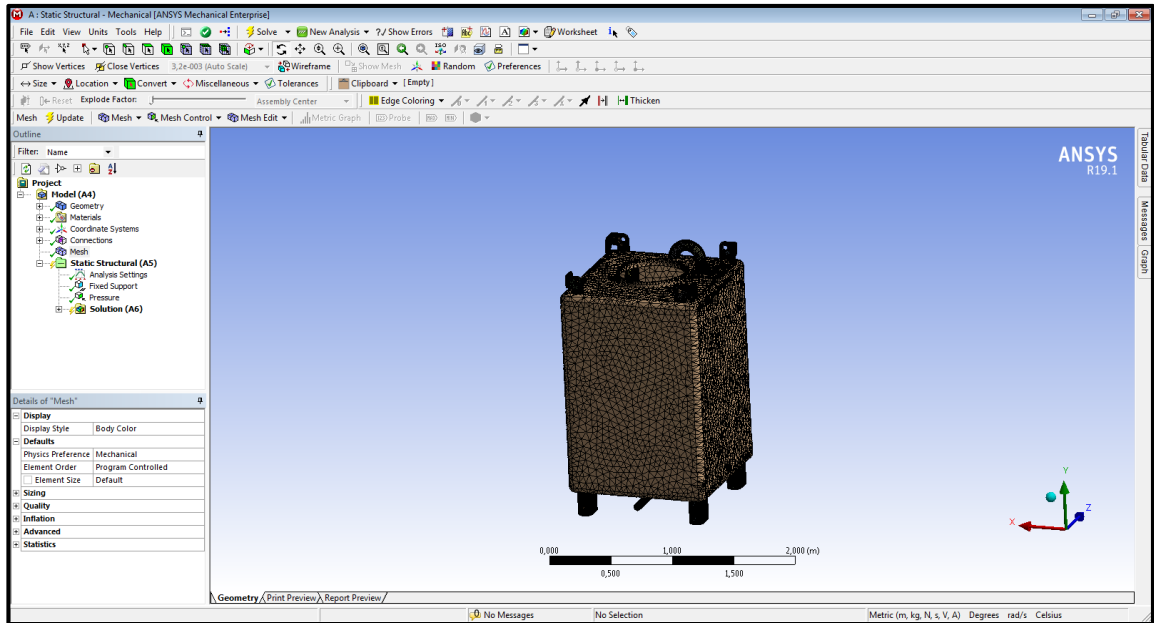 A : Static Structural - Mechanical [ANSYS Mechanical Enterprise]
File Edit View Units Tools Help Solve New Analysis ?/ Show Errors Worksheet
Show Vertices Close Vertices 3,2e-003 (Auto Scale) Wireframe Show Mesh Random Preferences
Size Location Convert Miscellaneous Tolerances Clipboard [Empty]
Reset Explode Factor: Assembly Center Edge Coloring Thicken
Mesh Update Mesh Mesh Control Mesh Edit Metric Graph Probe
Outline
Filter: Name
Project
Model (A4)
Geometry
Materials
Coordinate Systems
Connections
Mesh
Static Structural (A5)
Analysis Settings
Fixed Support
Pressure
Solution (A6)
Details of "Mesh"
Display
Display Style Body Color
Defaults
Physics Preference Mechanical
Element Order Program Controlled
Element Size Default
Sizing
Quality
Inflation
Advanced
Statistics
ANSYS
R19.1
Y
Z
X
0,000 1,000 2,000 (m)
0,500 1,500
Geometry Print Preview Report Preview
Tabular Data
Messages
Graph
No Messages No Selection Metric (m, kg, N, s, V, A) Degrees rad/s Celsius